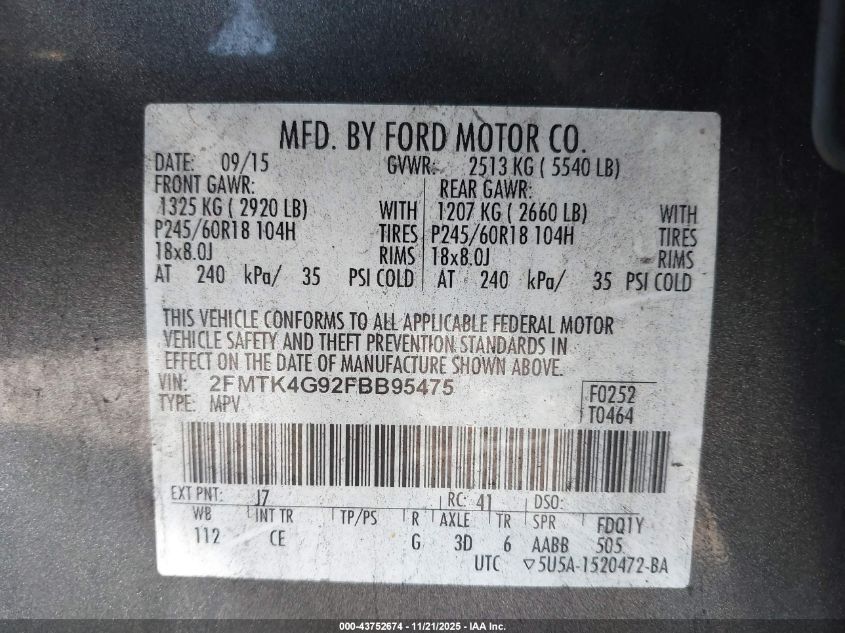 MFD. BY FORD MOTOR CO.
DATE: 09/15 GVWR: 2513 KG ( 5540 LB)
FRONT GAWR: REAR GAWR:
1325 KG ( 2920 LB) WITH 1207 KG ( 2660 LB) WITH
P245/60R18 104H TIRES P245/60R18 104H TIRES
18x8.0J RIMS 18x8.0J RIMS
AT 240 kPa/ 35 PSI COLD AT 240 kPa/ 35 PSI COLD
THIS VEHICLE CONFORMS TO ALL APPLICABLE FEDERAL MOTOR
VEHICLE SAFETY AND THEFT PREVENTION STANDARDS IN
EFFECT ON THE DATE OF MANUFACTURE SHOWN ABOVE.
VIN: 2FMTK4G92FBB95475 F0252
TYPE: MPV T0464
EXT PNT: J7 RC: 41 DSO:
WB INT TR TP/PS R AXLE TR SPR FDQ1Y
112 CE G 3D 6 AABB 505
UTC ▽5U5A-1520472-BA
000-43752674 - 11/21/2025 - IAA Inc.